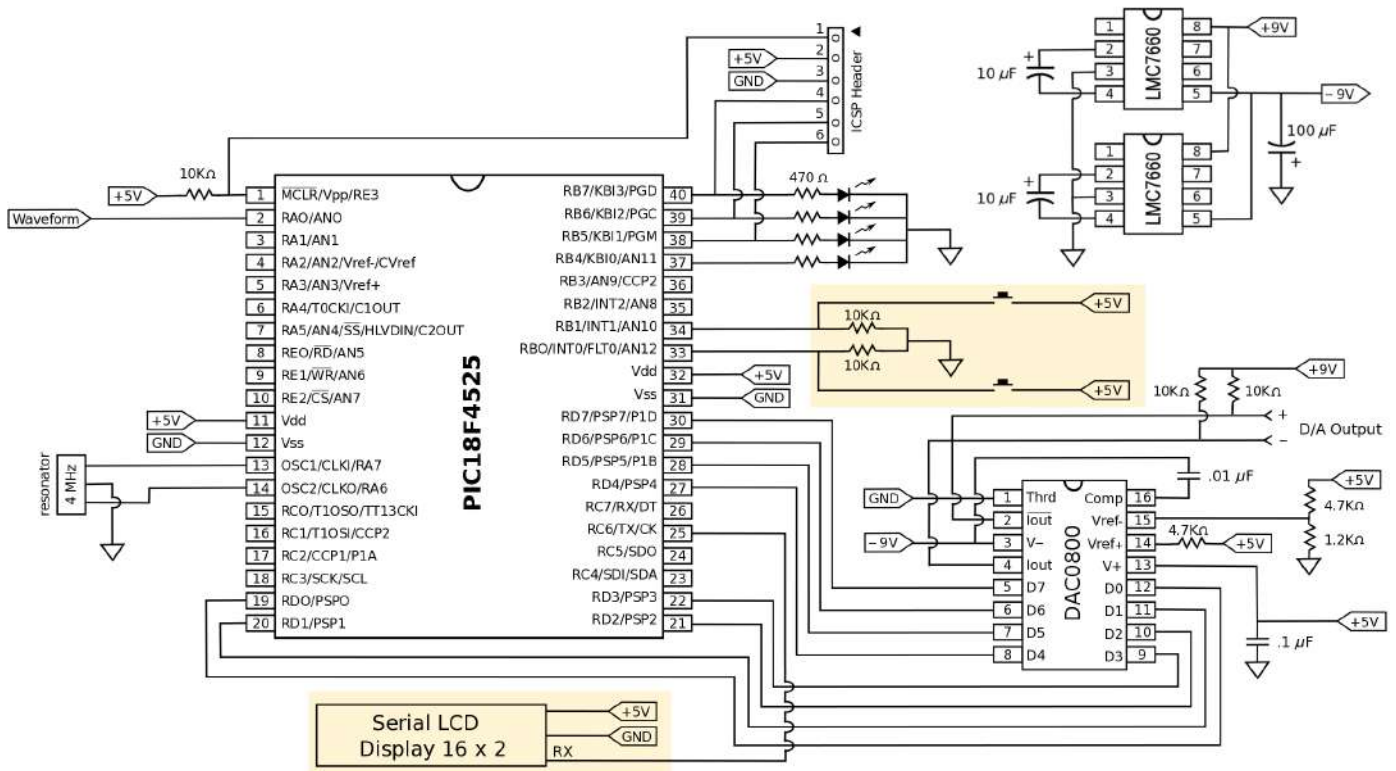 1
2
3
4
5
6
+5V
GND
ICSP Header
10KΩ
+5V
Waveform
1 MCLR/Vpp/RE3
2 RAO/ANO
3 RA1/AN1
4 RA2/AN2/Vref-/CVref
5 RA3/AN3/Vref+
6 RA4/T0CKI/C1OUT
7 RA5/AN4/SS/HLVDIN/C2OUT
8 REO/RD/AN5
9 RE1/WR/AN6
10 RE2/CS/AN7
11 Vdd
12 Vss
13 OSC1/CLKI/RA7
14 OSC2/CLKO/RA6
15 RCO/T1OSO/TT13CKI
16 RC1/T1OSI/CCP2
17 RC2/CCP1/P1A
18 RC3/SCK/SCL
19 RDO/PSPO
20 RD1/PSP1
+5V
GND
resonator
4 MHz
PIC18F4525
RB7/KBI3/PGD 40
RB6/KBI2/PGC 39
RB5/KBI1/PGM 38
RB4/KBI0/AN11 37
RB3/AN9/CCP2 36
RB2/INT2/AN8 35
RB1/INT1/AN10 34
RBO/INT0/FLT0/AN12 33
Vdd 32
Vss 31
RD7/PSP7/P1D 30
RD6/PSP6/P1C 29
RD5/PSP5/P1B 28
RD4/PSP4 27
RC7/RX/DT 26
RC6/TX/CK 25
RC5/SDO 24
RC4/SDI/SDA 23
RD3/PSP3 22
RD2/PSP2 21
470 Ω
+5V
GND
10KΩ
10KΩ
+5V
+5V
1
2
3
4
LMC7660
8
7
6
5
+9V
10 µF
+
-9V
100 µF
+
1
2
3
4
LMC7660
8
7
6
5
10 µF
+
+9V
10KΩ
10KΩ
+
−
D/A Output
.01 µF
GND
-9V
1 Thrd
2 Iout
3 V−
4 Iout
5 D7
6 D6
7 D5
8 D4
DAC0800
Comp 16
Vref- 15
Vref+ 14
V+ 13
D0 12
D1 11
D2 10
D3 9
+5V
4.7KΩ
1.2KΩ
4.7KΩ
+5V
+5V
.1 µF
Serial LCD
Display 16 x 2
+5V
GND
RX